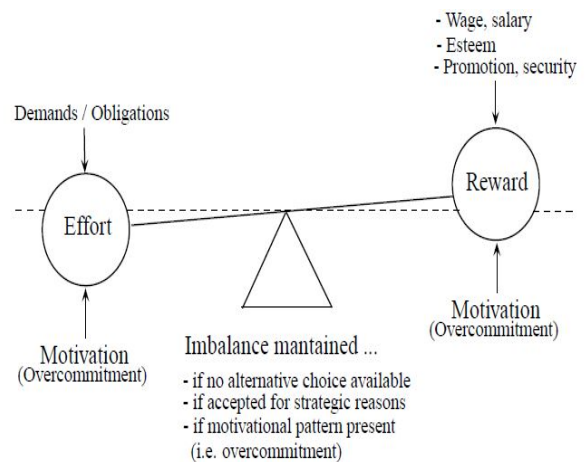 - Wage, salary
- Esteem
- Promotion, security
Demands / Obligations
Reward
Effort
Motivation
(Overcommitment)
Motivation
(Overcommitment)
Imbalance mantained ...
- if no alternative choice available
- if accepted for strategic reasons
- if motivational pattern present
(i.e. overcommitment)